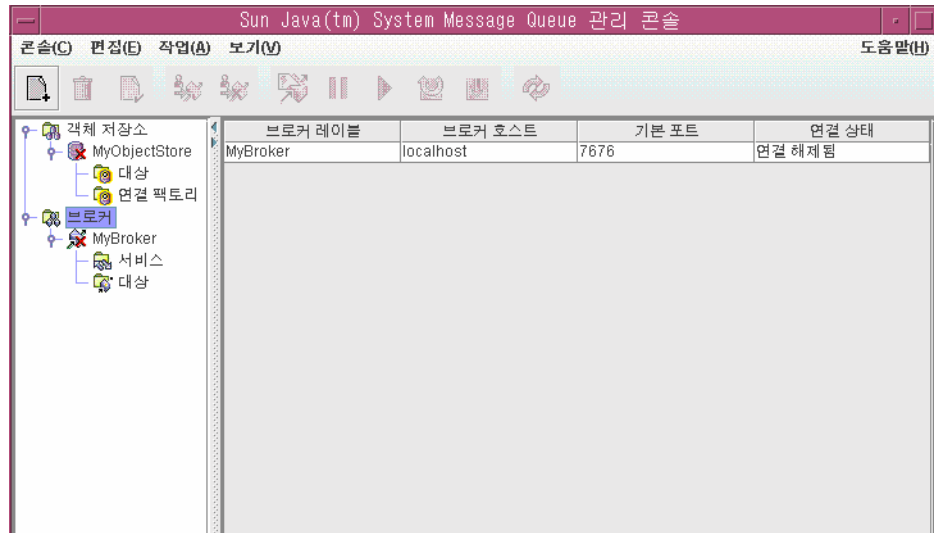 Sun Java(tm) System Message Queue 관리 콘솔
콘솔(C) 편집(E) 작업(A) 보기(V) 도움말(H)
객체 저장소
MyObjectStore
대상
연결 팩토리
브로커
MyBroker
서비스
대상
브로커 레이블 브로커 호스트 기본 포트 연결 상태
MyBroker localhost 7676 연결 해제됨